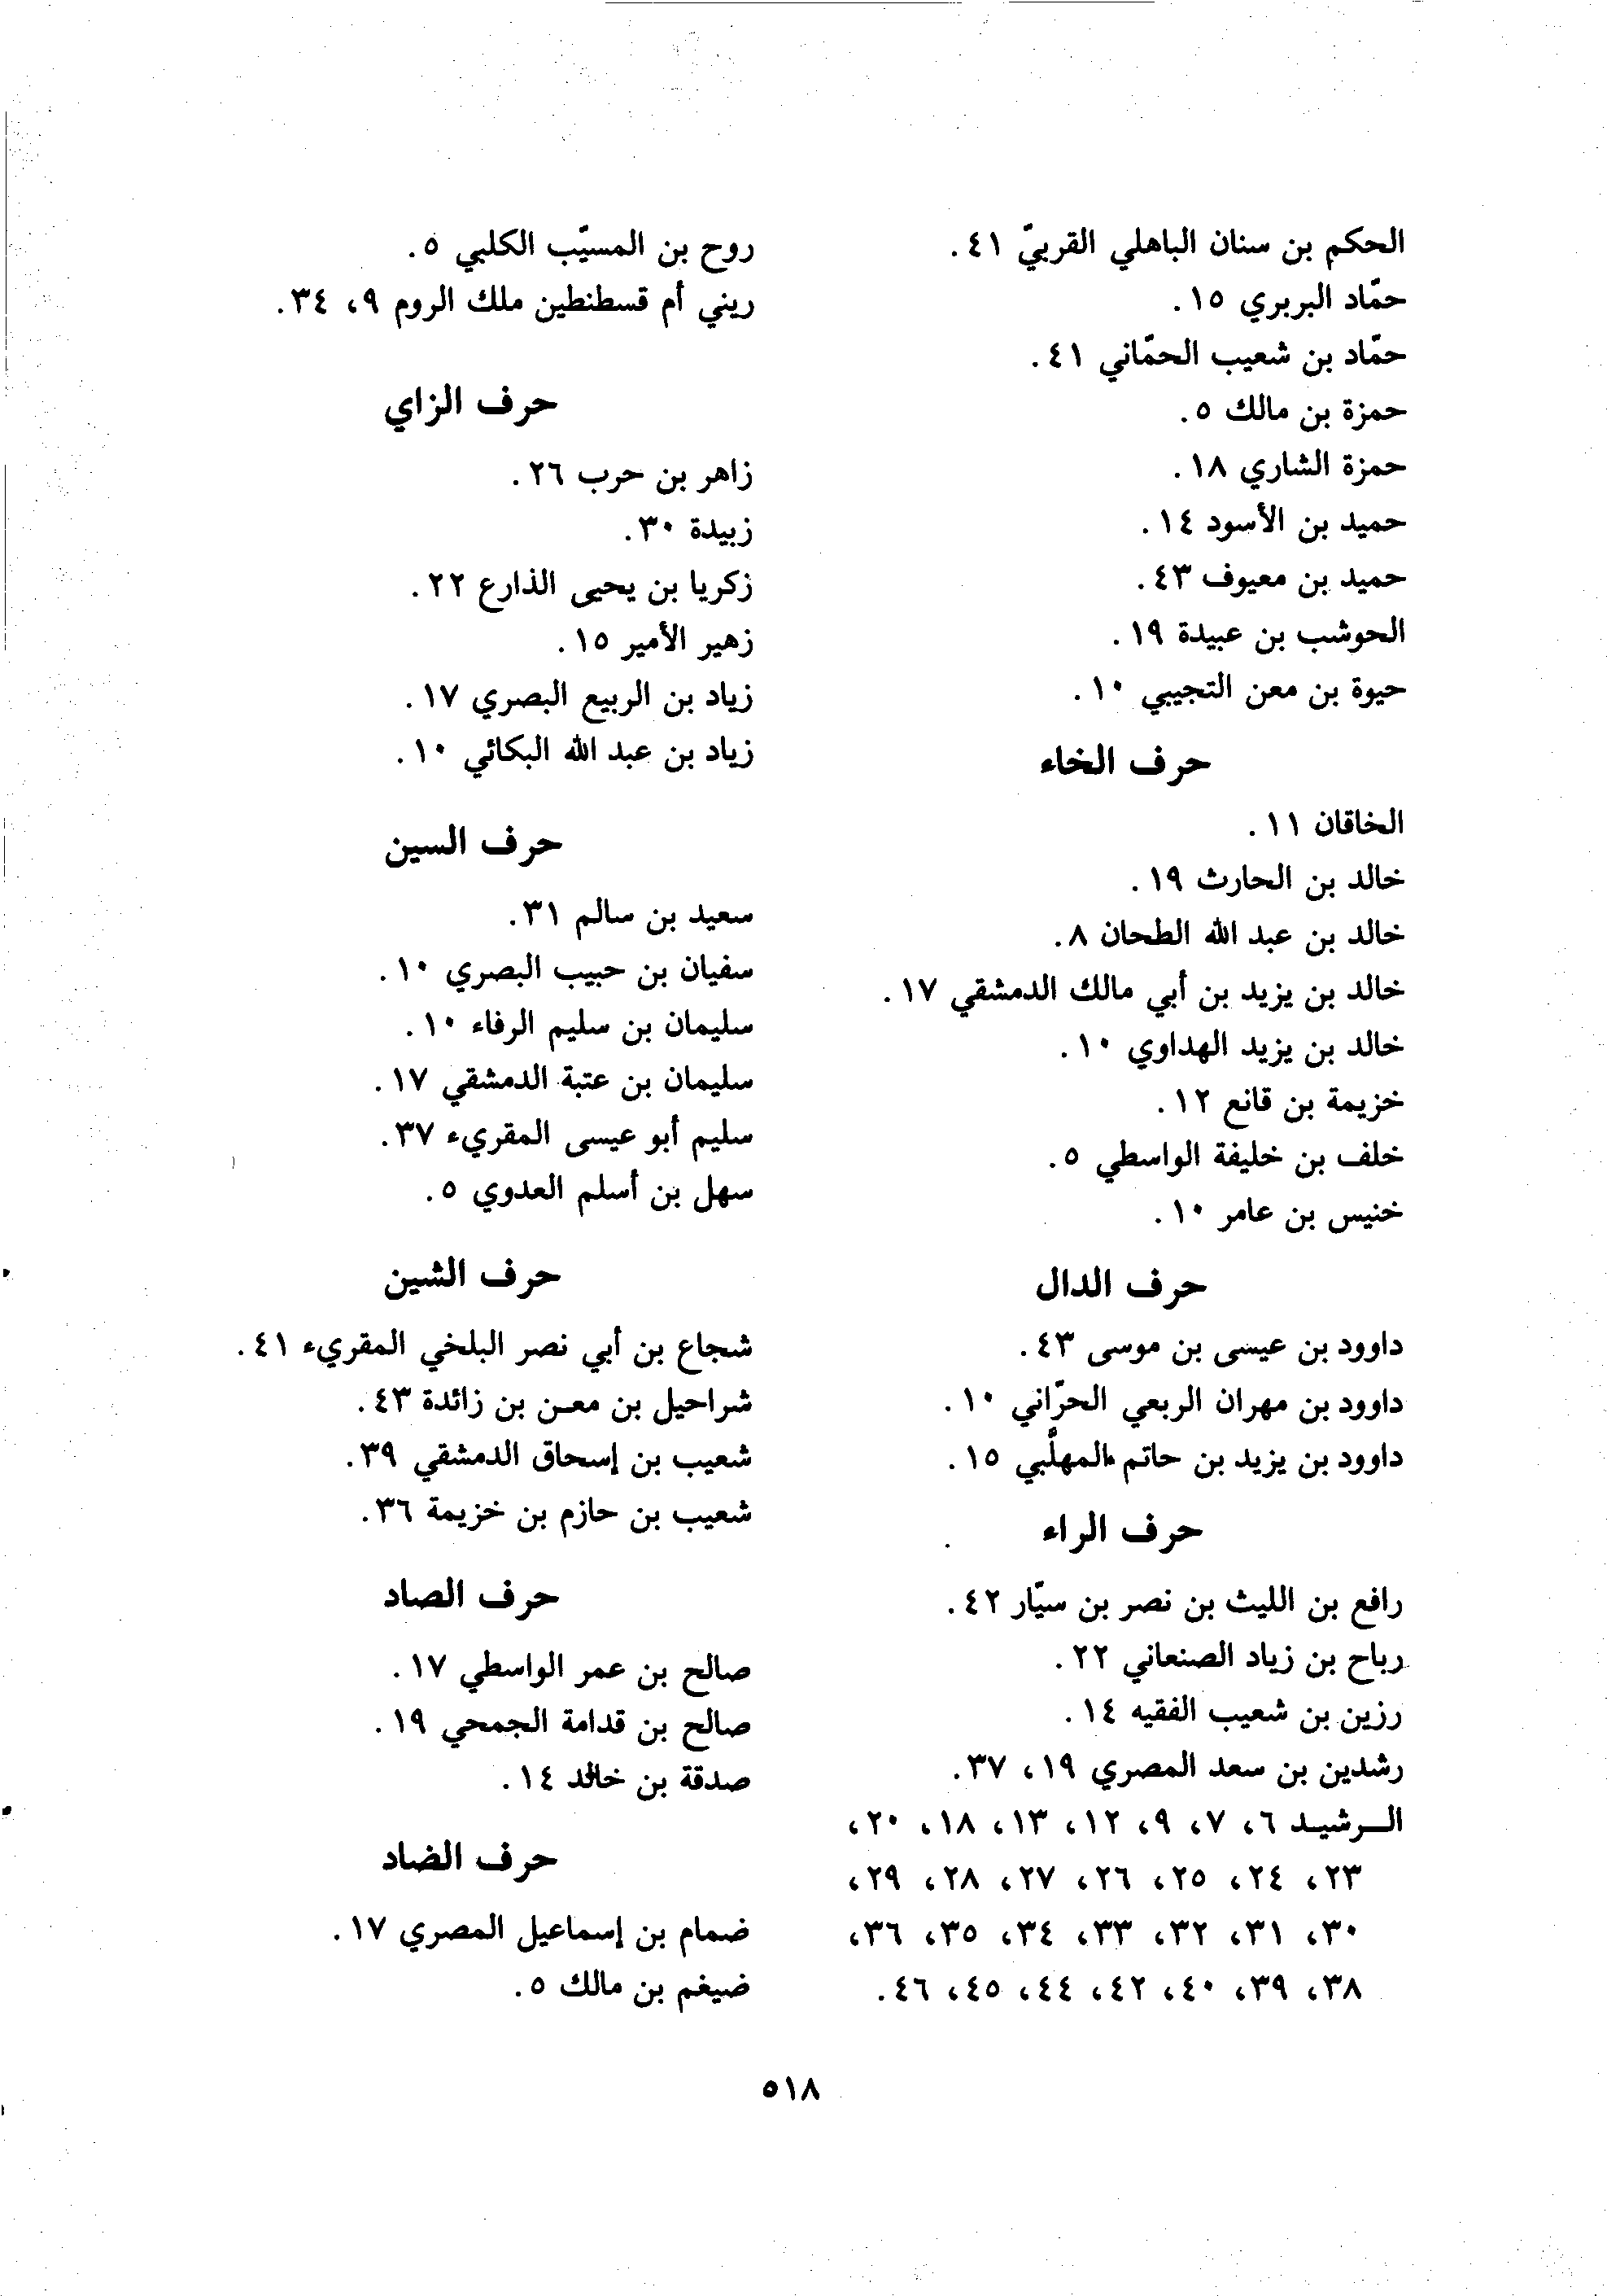 الحكم بن سنان الباهلي القربيّ ٤١.
حمّاد البربري ١٥.
حمّاد بن شعيب الحمّاني ٤١.
حمزة بن مالك ٥.
حمزة الشاري ١٨.
حميد بن الأسود ١٤.
حميد بن معيوف ٤٣.
الحوشب بن عبيدة ١٩.
حيوة بن معن التجيبي ١٠.
حرف الخاء
الخاقان ١١.
خالد بن الحارث ١٩.
خالد بن عبد الله الطحان ٨.
خالد بن يزيد بن أبي مالك الدمشقي ١٧.
خالد بن يزيد الهداوي ١٠.
خزيمة بن قانع ١٢.
خلف بن خليفة الواسطي ٥.
خنيس بن عامر ١٠.
حرف الدال
داوود بن عيسى بن موسى ٤٣.
داوود بن مهران الربعي الحرّاني ١٠.
داوود بن يزيد بن حاتم المهلّبي ١٥.
حرف الراء
رافع بن الليث بن نصر بن سيّار ٤٢.
رباح بن زياد الصنعاني ٢٢.
رزين بن شعيب الفقيه ١٤.
رشدين بن سعد المصري ١٩، ٣٧.
الـرشيـد ٦، ٧، ٩، ١٢، ١٣، ١٨، ٢٠،
٢٣، ٢٤، ٢٥، ٢٦، ٢٧، ٢٨، ٢٩،
٣٠، ٣١، ٣٢، ٣٣، ٣٤، ٣٥، ٣٦،
٣٨، ٣٩، ٤٠، ٤٢، ٤٤، ٤٥، ٤٦.
روح بن المسيّب الكلبي ٥.
ريني أم قسطنطين ملك الروم ٩، ٣٤.
حرف الزاي
زاهر بن حرب ٢٦.
زبيدة ٣٠.
زكريا بن يحيى الذارع ٢٢.
زهير الأمير ١٥.
زياد بن الربيع البصري ١٧.
زياد بن عبد الله البكائي ١٠.
حرف السين
سعيد بن سالم ٣١.
سفيان بن حبيب البصري ١٠.
سليمان بن سليم الرفاء ١٠.
سليمان بن عتبة الدمشقي ١٧.
سليم أبو عيسى المقريء ٣٧.
سهل بن أسلم العدوي ٥.
حرف الشين
شجاع بن أبي نصر البلخي المقريء ٤١.
شراحيل بن معـن بن زائدة ٤٣.
شعيب بن إسحاق الدمشقي ٣٩.
شعيب بن حازم بن خزيمة ٣٦.
حرف الصاد
صالح بن عمر الواسطي ١٧.
صالح بن قدامة الجمحي ١٩.
صدقة بن خالد ١٤.
حرف الضاد
ضمام بن إسماعيل المصري ١٧.
ضيغم بن مالك ٥.
٥١٨